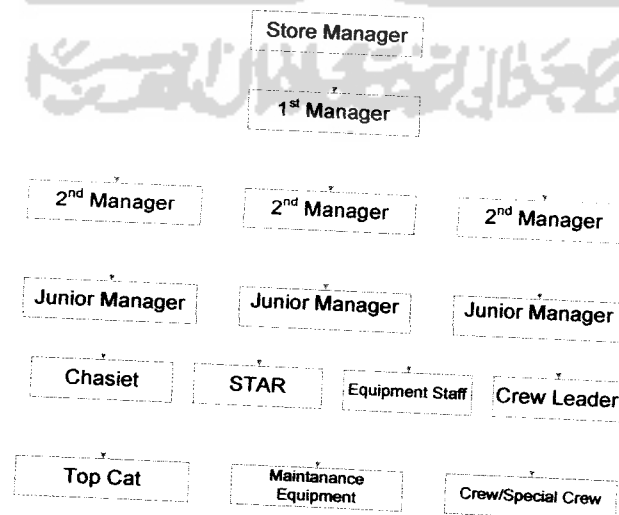 Store Manager
1st Manager
2nd Manager
2nd Manager
2nd Manager
Junior Manager
Junior Manager
Junior Manager
Chasiet
STAR
Equipment Staff
Crew Leader
Top Cat
Maintanance
Equipment
Crew/Special Crew